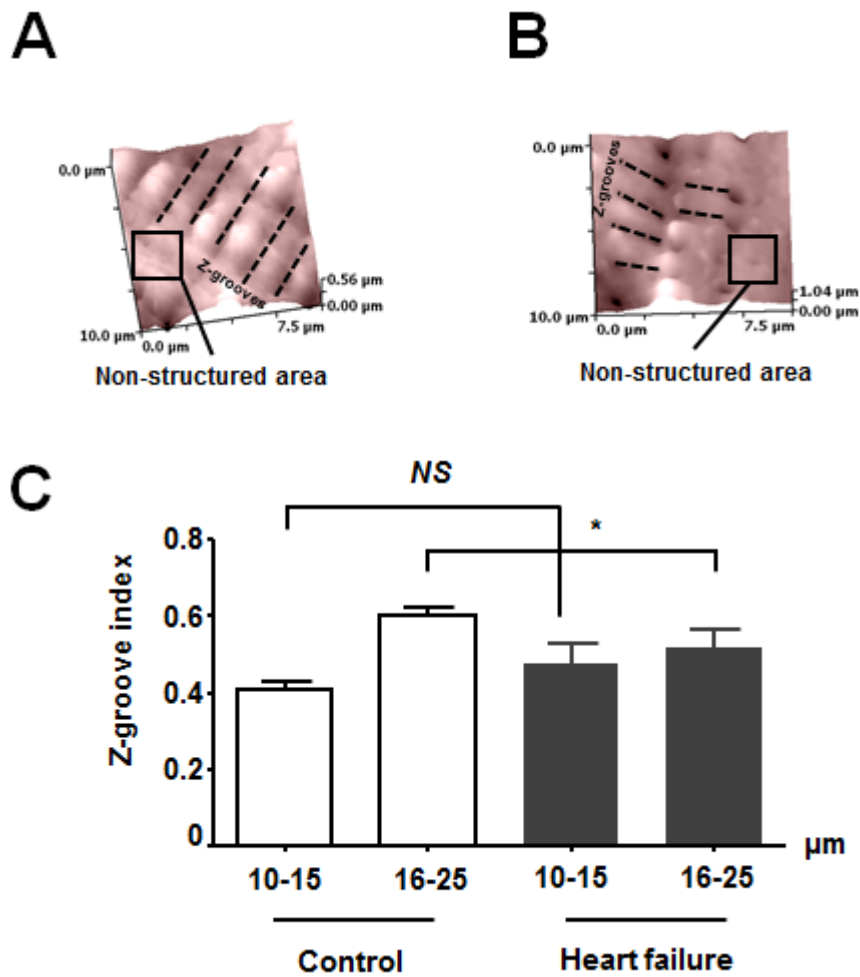 A
0.0 µm
Z-grooves
0.56 µm
0.00 µm
10.0 µm
0.0 µm
7.5 µm
Non-structured area
B
0.0 µm
Z-grooves
1.04 µm
0.00 µm
10.0 µm
0.0 µm
7.5 µm
Non-structured area
C
NS
*
Z-groove index
0.8
0.6
0.4
0.2
0
10-15 16-25 10-15 16-25 µm
Control Heart failure